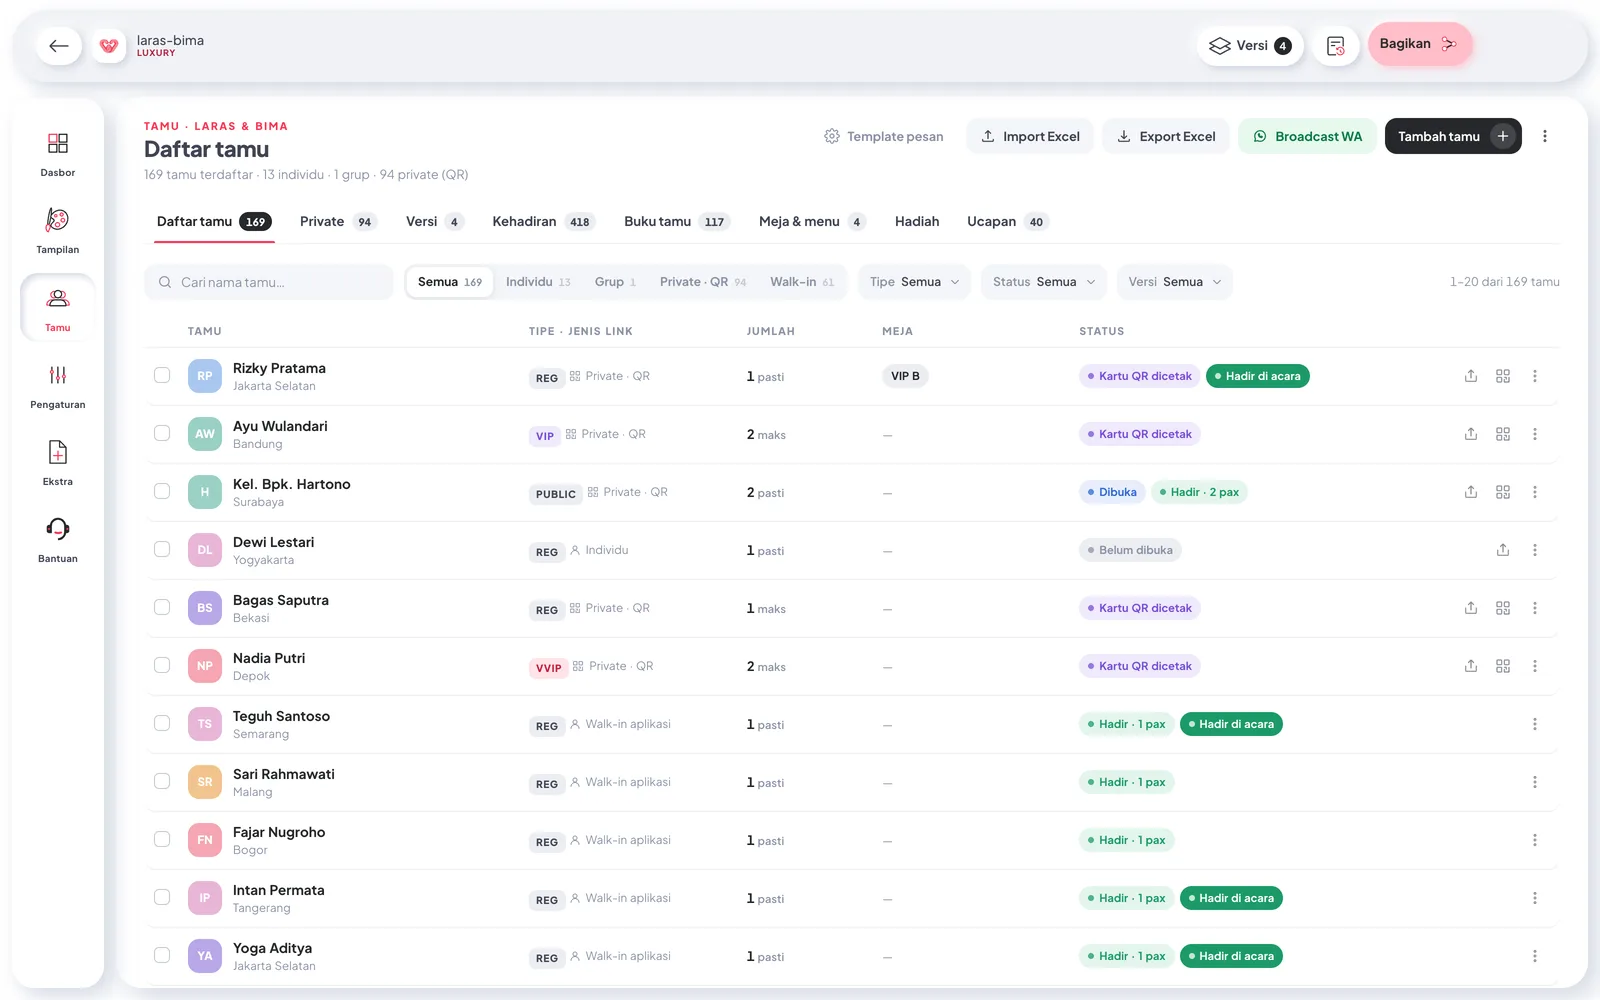 laras-bima
LUXURY
Versi 4
Bagikan
Dasbor
Tampilan
Tamu
Pengaturan
Ekstra
Bantuan
TAMU · LARAS & BIMA
Daftar tamu
169 tamu terdaftar · 13 individu · 1 grup · 94 private (QR)
Template pesan
Import Excel
Export Excel
Broadcast WA
Tambah tamu
Daftar tamu 169
Private 94
Versi 4
Kehadiran 418
Buku tamu 117
Meja & menu 4
Hadiah
Ucapan 40
Cari nama tamu...
Semua 169
Individu 13
Grup 1
Private · QR 94
Walk-in 61
Tipe Semua
Status Semua
Versi Semua
1–20 dari 169 tamu
TAMU
TIPE · JENIS LINK
JUMLAH
MEJA
STATUS
RP
Rizky Pratama
Jakarta Selatan
REG Private · QR
1 pasti
VIP B
Kartu QR dicetak
Hadir di acara
AW
Ayu Wulandari
Bandung
VIP Private · QR
2 maks
—
Kartu QR dicetak
H
Kel. Bpk. Hartono
Surabaya
PUBLIC Private · QR
2 pasti
—
Dibuka
Hadir · 2 pax
DL
Dewi Lestari
Yogyakarta
REG Individu
1 pasti
—
Belum dibuka
BS
Bagas Saputra
Bekasi
REG Private · QR
1 maks
—
Kartu QR dicetak
NP
Nadia Putri
Depok
VVIP Private · QR
2 maks
—
Kartu QR dicetak
TS
Teguh Santoso
Semarang
REG Walk-in aplikasi
1 pasti
—
Hadir · 1 pax
Hadir di acara
SR
Sari Rahmawati
Malang
REG Walk-in aplikasi
1 pasti
—
Hadir · 1 pax
FN
Fajar Nugroho
Bogor
REG Walk-in aplikasi
1 pasti
—
Hadir · 1 pax
IP
Intan Permata
Tangerang
REG Walk-in aplikasi
1 pasti
—
Hadir · 1 pax
Hadir di acara
YA
Yoga Aditya
Jakarta Selatan
REG Walk-in aplikasi
1 pasti
—
Hadir · 1 pax
Hadir di acara